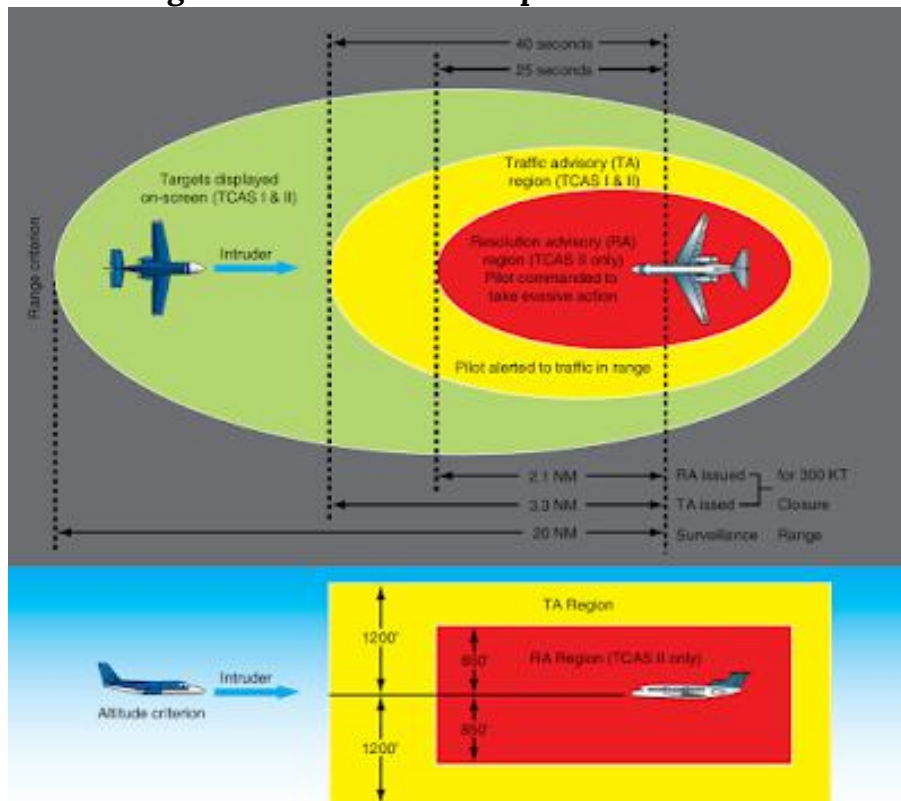 40 seconds
25 seconds
Traffic advisory (TA)
region (TCAS I & II)
Targets displayed
on-screen (TCAS I & II)
Range criterion
Intruder
Resolution advisory (RA)
region (TCAS II only)
Pilot commanded to
take evasive action
Pilot alerted to traffic in range
2.1 NM RA issued for 300 KT
3.3 NM TA issed Closure
20 NM Surveillance Range
TA Region
1200'
850'
RA Region (TCAS II only)
Intruder
Altitude criterion
850'
1200'